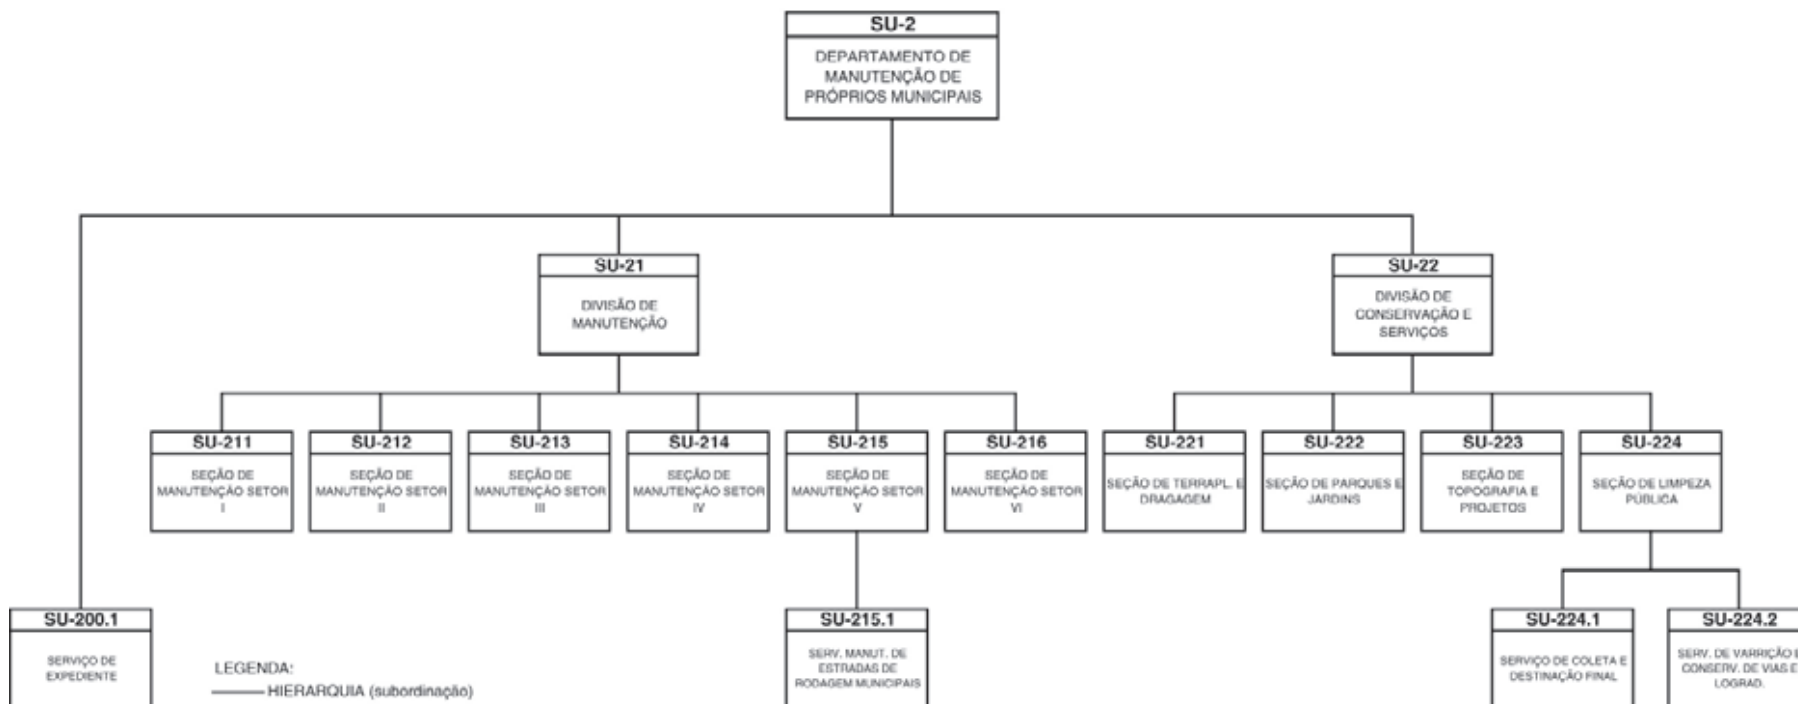 SU-2
DEPARTAMENTO DE
MANUTENÇÃO DE
PRÓPRIOS MUNICIPAIS
SU-21
DIVISÃO DE
MANUTENÇÃO
SU-22
DIVISÃO DE
CONSERVAÇÃO E
SERVIÇOS
SU-211
SEÇÃO DE
MANUTENÇÃO SETOR
I
SU-212
SEÇÃO DE
MANUTENÇÃO SETOR
II
SU-213
SEÇÃO DE
MANUTENÇÃO SETOR
III
SU-214
SEÇÃO DE
MANUTENÇÃO SETOR
IV
SU-215
SEÇÃO DE
MANUTENÇÃO SETOR
V
SU-216
SEÇÃO DE
MANUTENÇÃO SETOR
VI
SU-221
SEÇÃO DE TERRAPL. E
DRAGAGEM
SU-222
SEÇÃO DE PARQUES E
JARDINS
SU-223
SEÇÃO DE
TOPOGRAFIA E
PROJETOS
SU-224
SEÇÃO DE LIMPEZA
PÚBLICA
SU-200.1
SERVIÇO DE
EXPEDIENTE
LEGENDA:
HIERARQUIA (subordinação)
SU-215.1
SERV. MANUT. DE
ESTRADAS DE
RODAGEM MUNICIPAIS
SU-224.1
SERVIÇO DE COLETA E
DESTINAÇÃO FINAL
SU-224.2
SERV. DE VARRIÇÃO E
CONSERV. DE VIAS E
LOGRAD.